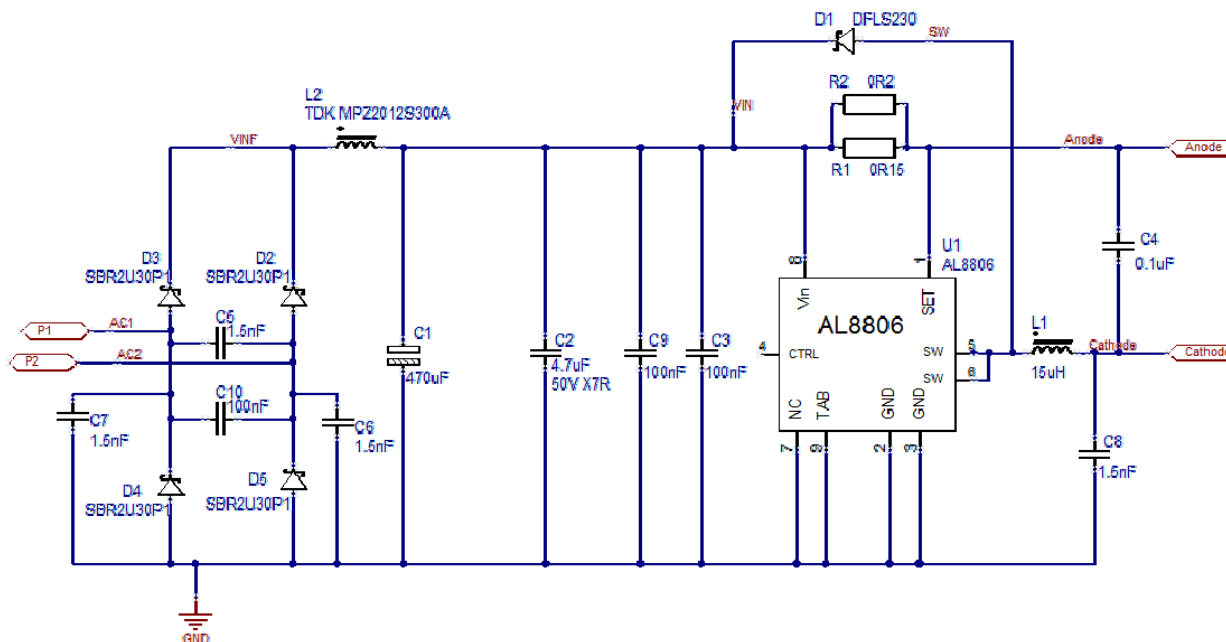 D1 DFLS230
SW
R2 0R2
VIN
L2
TDK MPZ2012S300A
VINF
Anode
Anode
R1 0R15
D3
SBR2U30P1
D2
SBR2U30P1
U1
AL8806
C4
0.1uF
8
1
Vin
SET
AL8806
P1
AC1
C5
1.5nF
P2
AC2
C1
470uF
C2
4.7uF
50V X7R
C9
100nF
C3
100nF
4
CTRL
SW
5
SW
6
L1
15uH
Cathode
Cathode
C10
100nF
C7
1.5nF
C6
1.5nF
NC
TAB
GND
GND
7
9
2
3
C8
1.5nF
D4
SBR2U30P1
D5
SBR2U30P1
GND